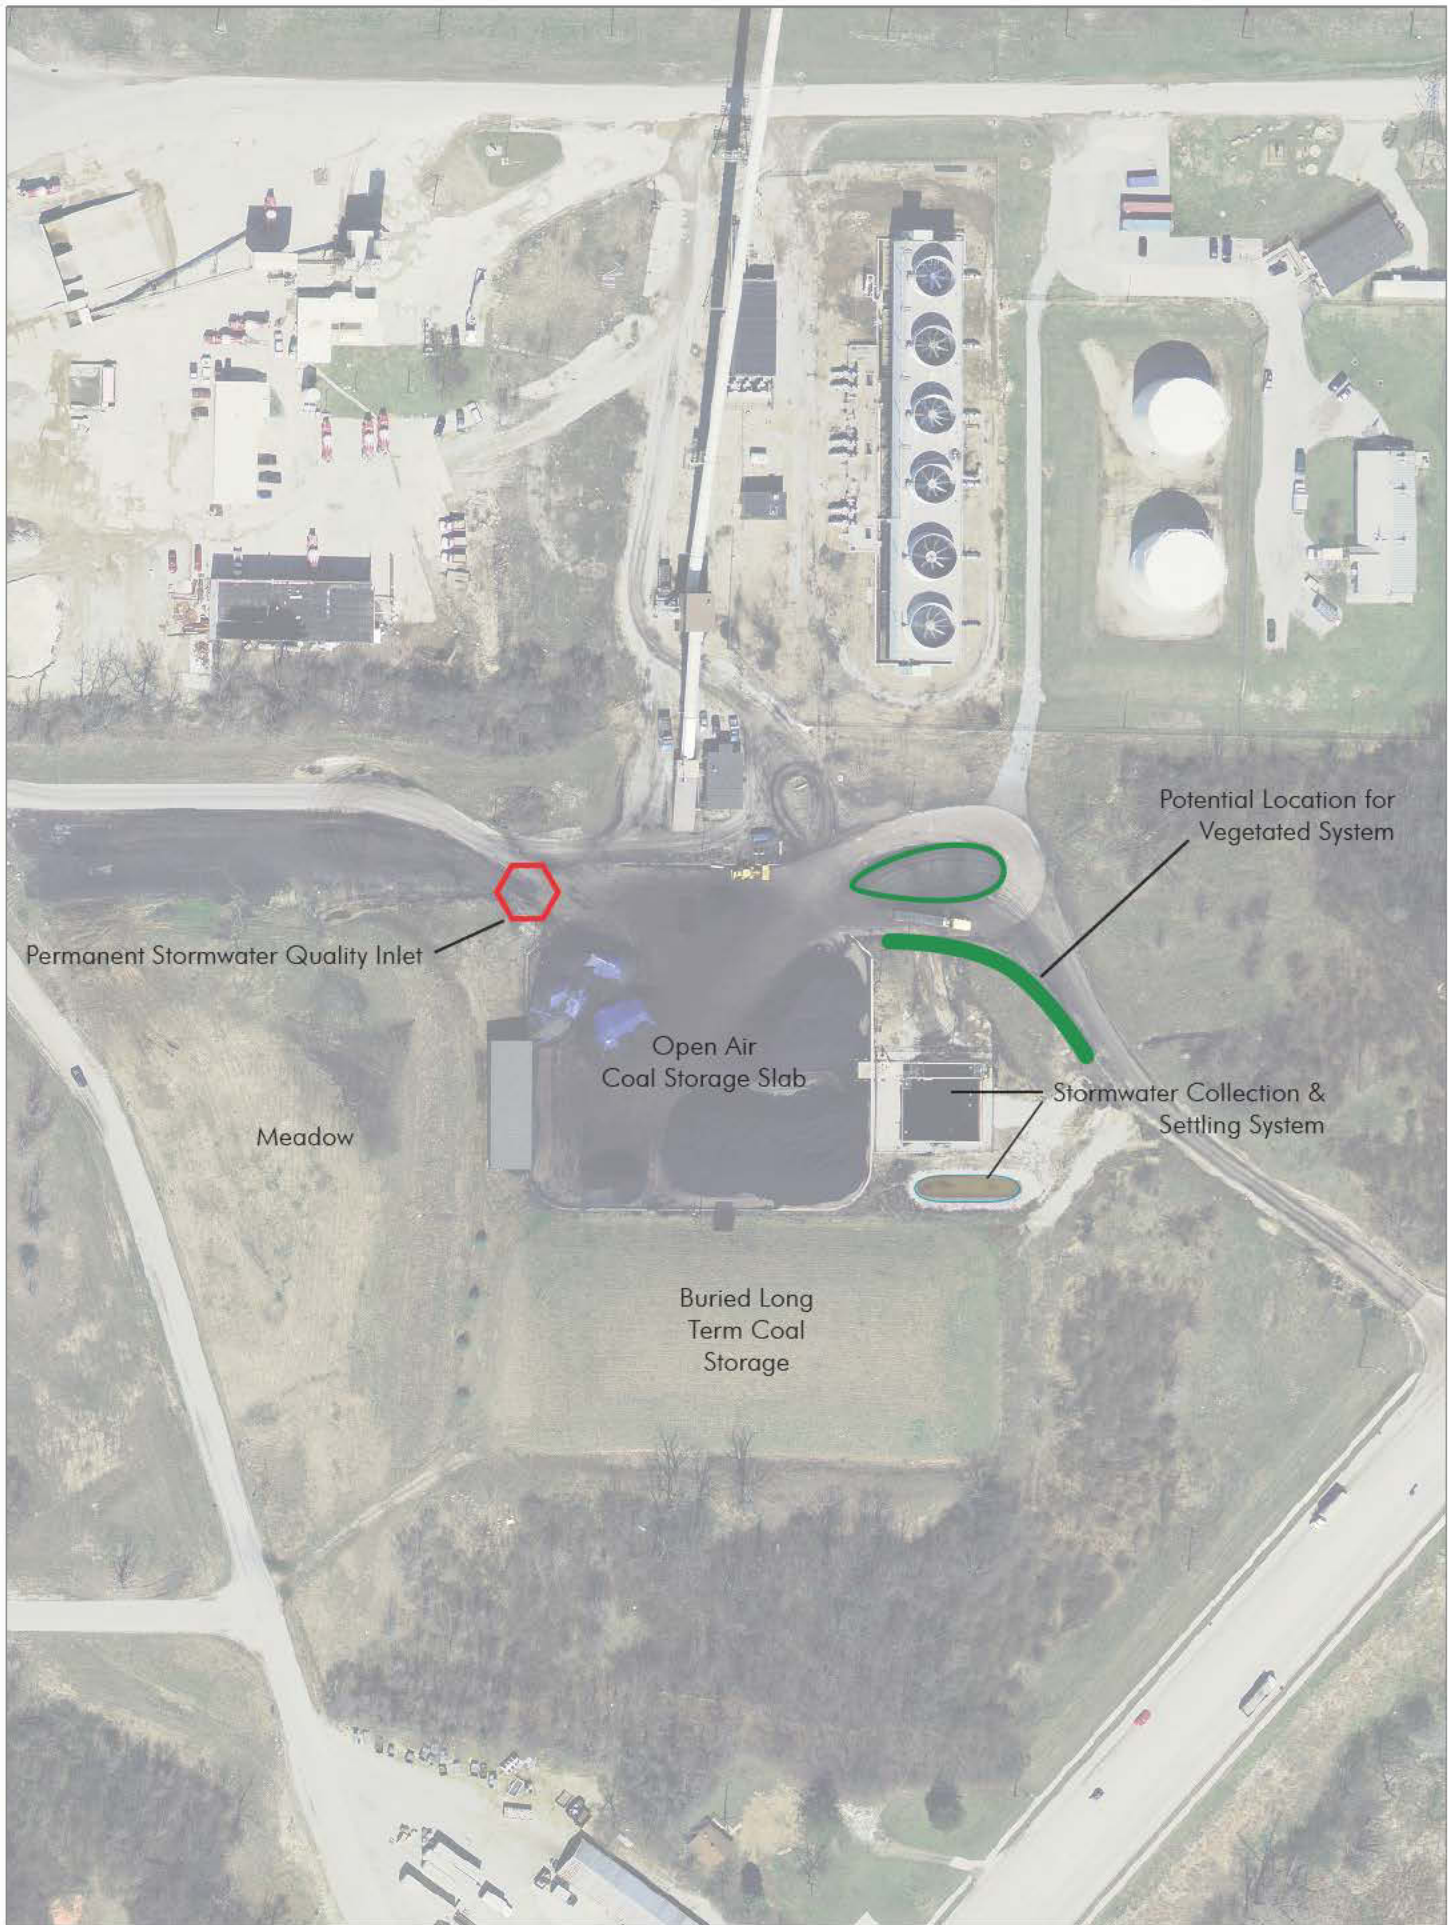 Potential Location for
Vegetated System
Permanent Stormwater Quality Inlet
Open Air
Coal Storage Slab
Stormwater Collection &
Settling System
Meadow
Buried Long
Term Coal
Storage